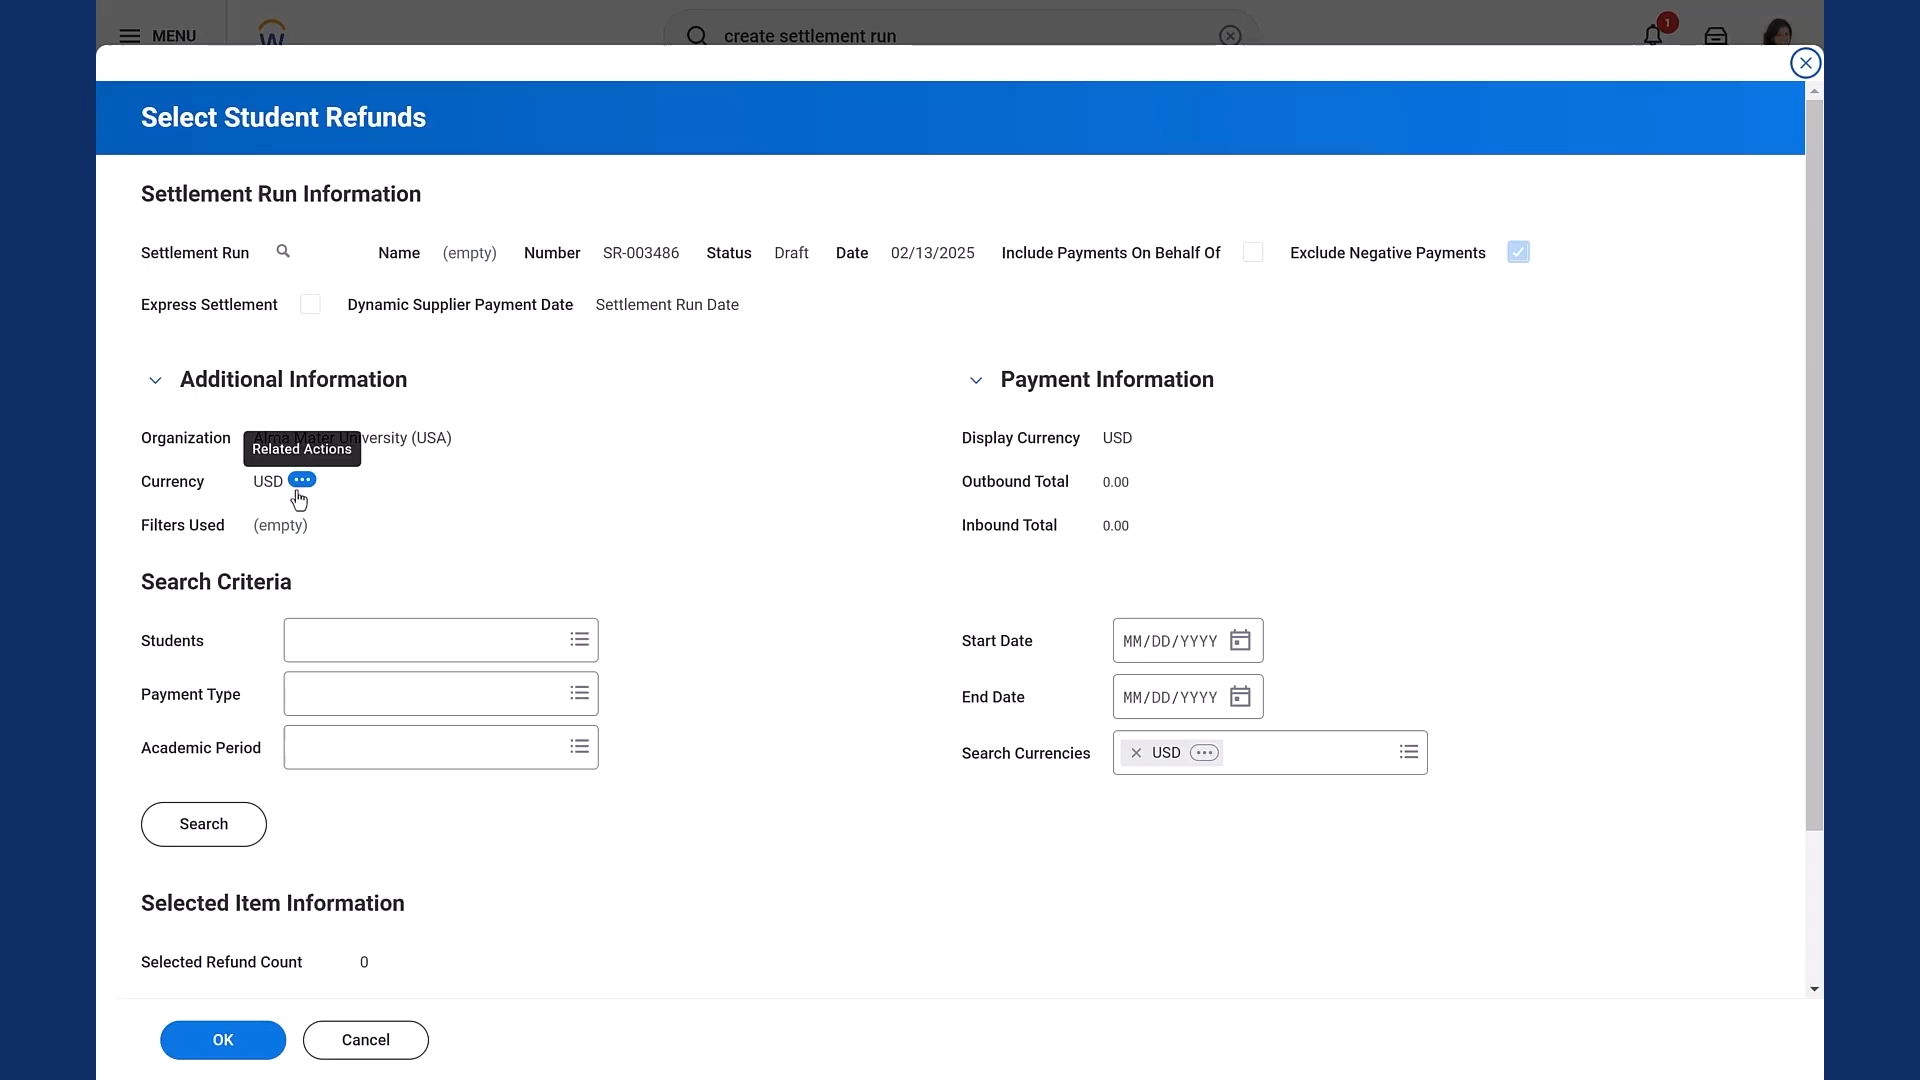 MENU
create settlement run
1
Select Student Refunds
Settlement Run Information
Settlement Run Name (empty) Number SR-003486 Status Draft Date 02/13/2025 Include Payments On Behalf Of Exclude Negative Payments
Express Settlement Dynamic Supplier Payment Date Settlement Run Date
Additional Information
Organization Alma Mater University (USA)
Related Actions
Currency USD
Filters Used (empty)
Payment Information
Display Currency USD
Outbound Total 0.00
Inbound Total 0.00
Search Criteria
Students
Payment Type
Academic Period
Start Date MM/DD/YYYY
End Date MM/DD/YYYY
Search Currencies USD
Search
Selected Item Information
Selected Refund Count 0
OK Cancel